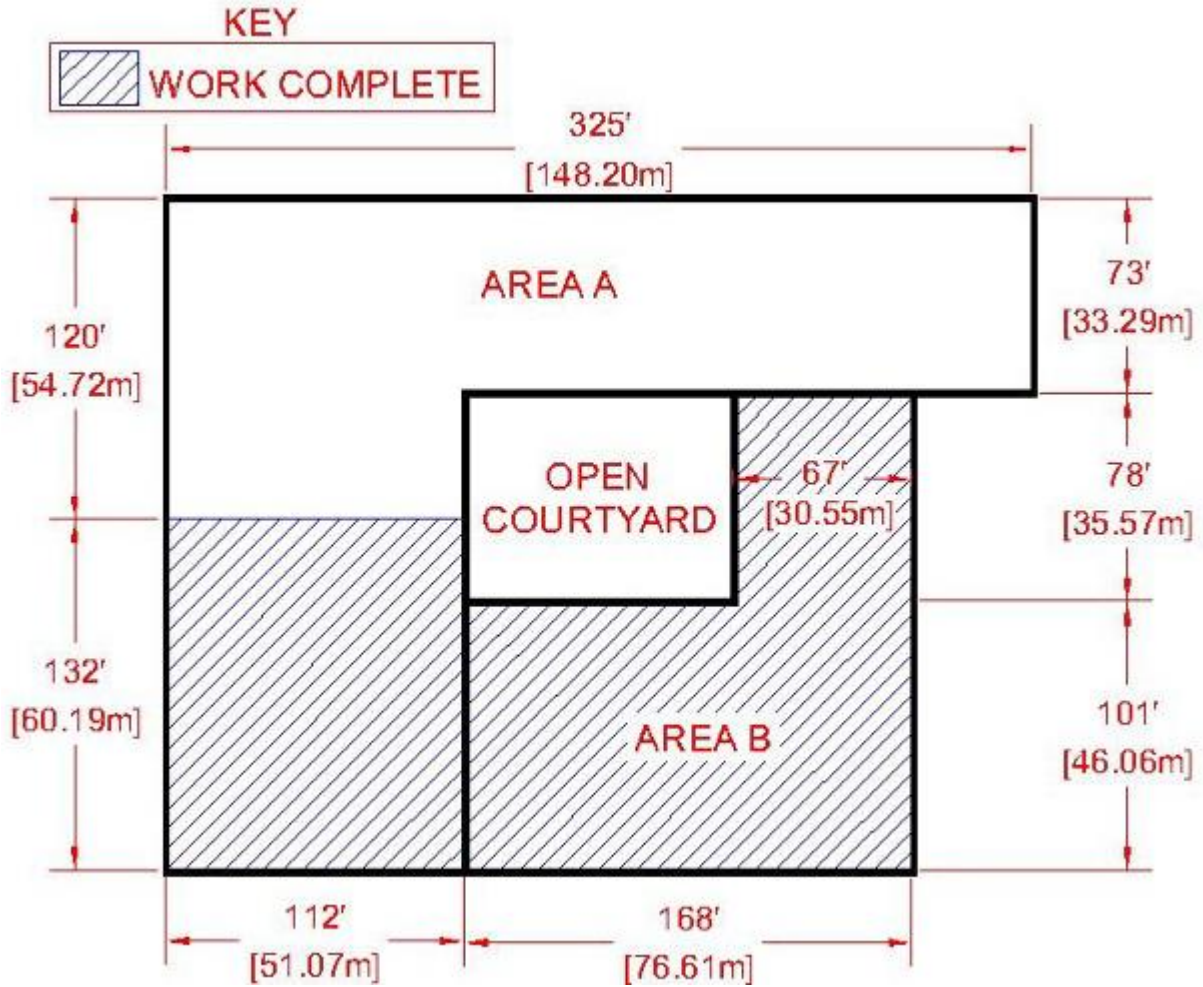 KEY
WORK COMPLETE
325'
[148.20m]
AREA A
73'
[33.29m]
120'
[54.72m]
OPEN
COURTYARD
67'
[30.55m]
78'
[35.57m]
132'
[60.19m]
AREA B
101'
[46.06m]
112'
[51.07m]
168'
[76.61m]